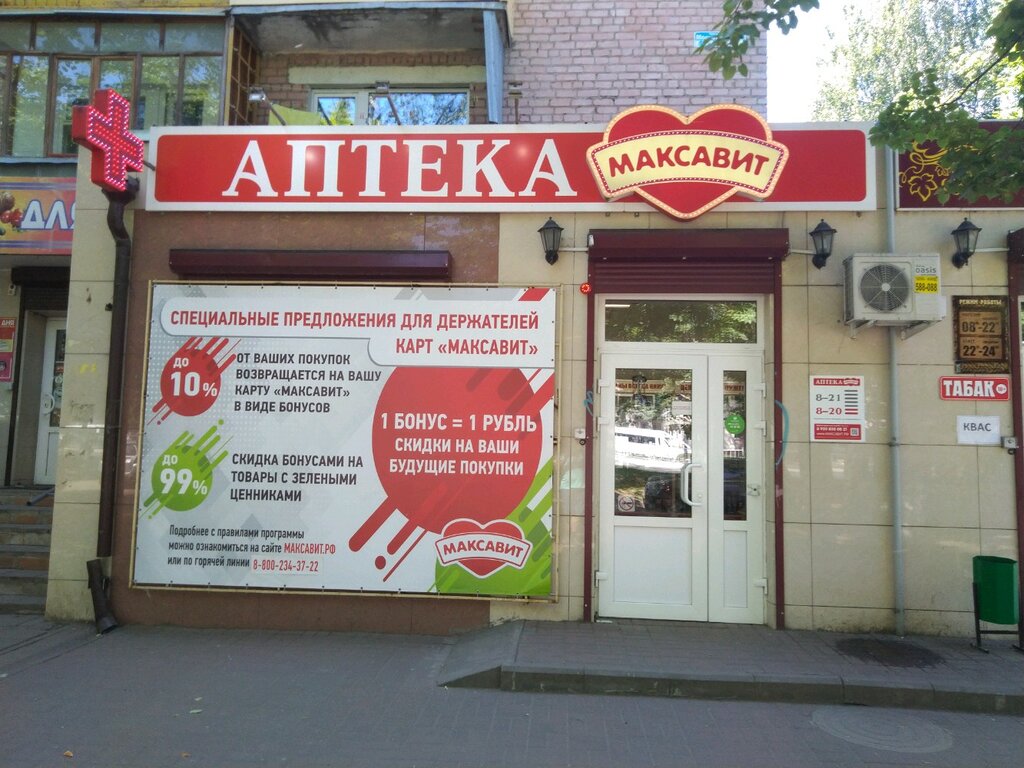 АПТЕКА
МАКСАВИТ
ДЛЯ
СПЕЦИАЛЬНЫЕ ПРЕДЛОЖЕНИЯ ДЛЯ ДЕРЖАТЕЛЕЙ
КАРТ «МАКСАВИТ»
ДО
10%
ОТ ВАШИХ ПОКУПОК
ВОЗВРАЩАЕТСЯ НА ВАШУ
КАРТУ «МАКСАВИТ»
В ВИДЕ БОНУСОВ
1 БОНУС = 1 РУБЛЬ
СКИДКИ НА ВАШИ
БУДУЩИЕ ПОКУПКИ
ДО
99%
СКИДКА БОНУСАМИ НА
ТОВАРЫ С ЗЕЛЕНЫМИ
ЦЕННИКАМИ
Подробнее с правилами программы
можно ознакомиться на сайте МАКСАВИТ.РФ
или по горячей линии 8-800-234-37-22
МАКСАВИТ
oasis
588-088
РЕЖИМ РАБОТЫ
08-22
22-24
АПТЕКА
8-21
8-20
ТАБАК 18+
КВАС